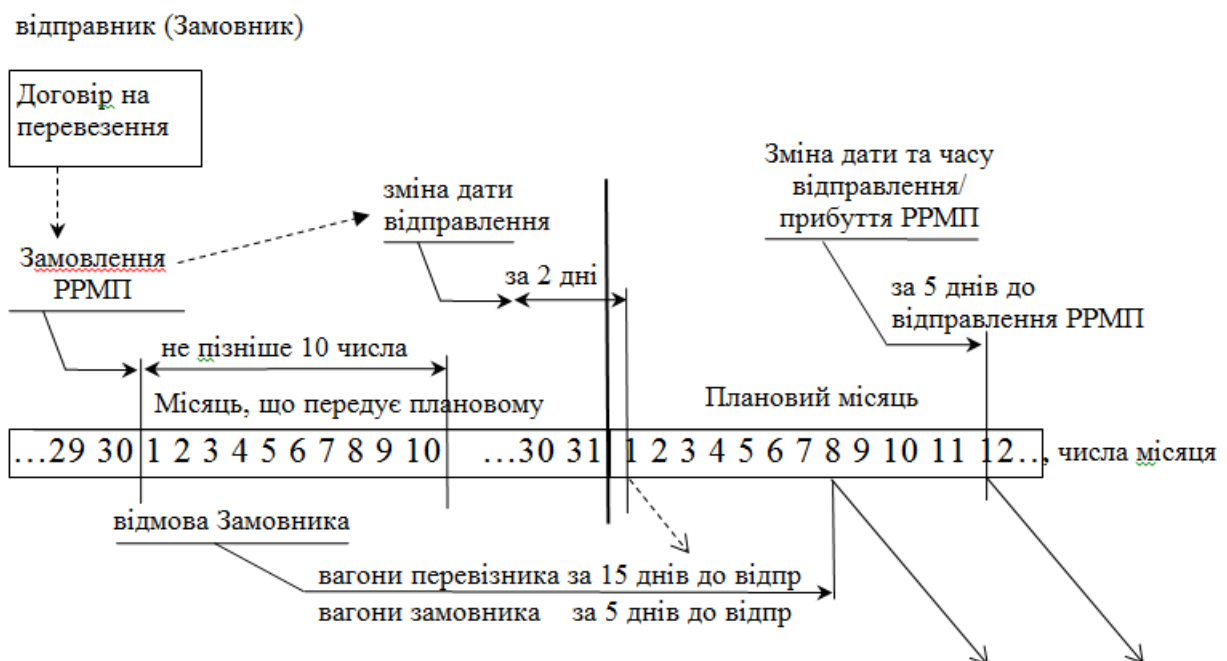 відправник (Замовник)
Договір на
перевезення
Зміна дати та часу
відправлення/
прибуття РРМП
зміна дати
відправлення
Замовлення
РРМП
за 2 дні
за 5 днів до
відправлення РРМП
не пізніше 10 числа
Місяць, що передує плановому
Плановий місяць
...29 30 1 2 3 4 5 6 7 8 9 10 ...30 31 1 2 3 4 5 6 7 8 9 10 11 12.., числа місяця
відмова Замовника
вагони перевізника за 15 днів до відпр
вагони замовника за 5 днів до відпр